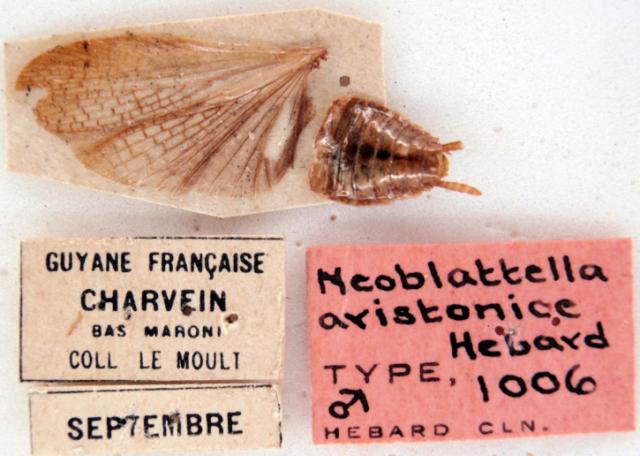 GUYANE FRANÇAISE
CHARVEIN
BAS MARONI
COLL LE MOULT
SEPTEMBRE
Neoblattella
aristonice
Hebard
TYPE, 1006
♂
HEBARD CLN.